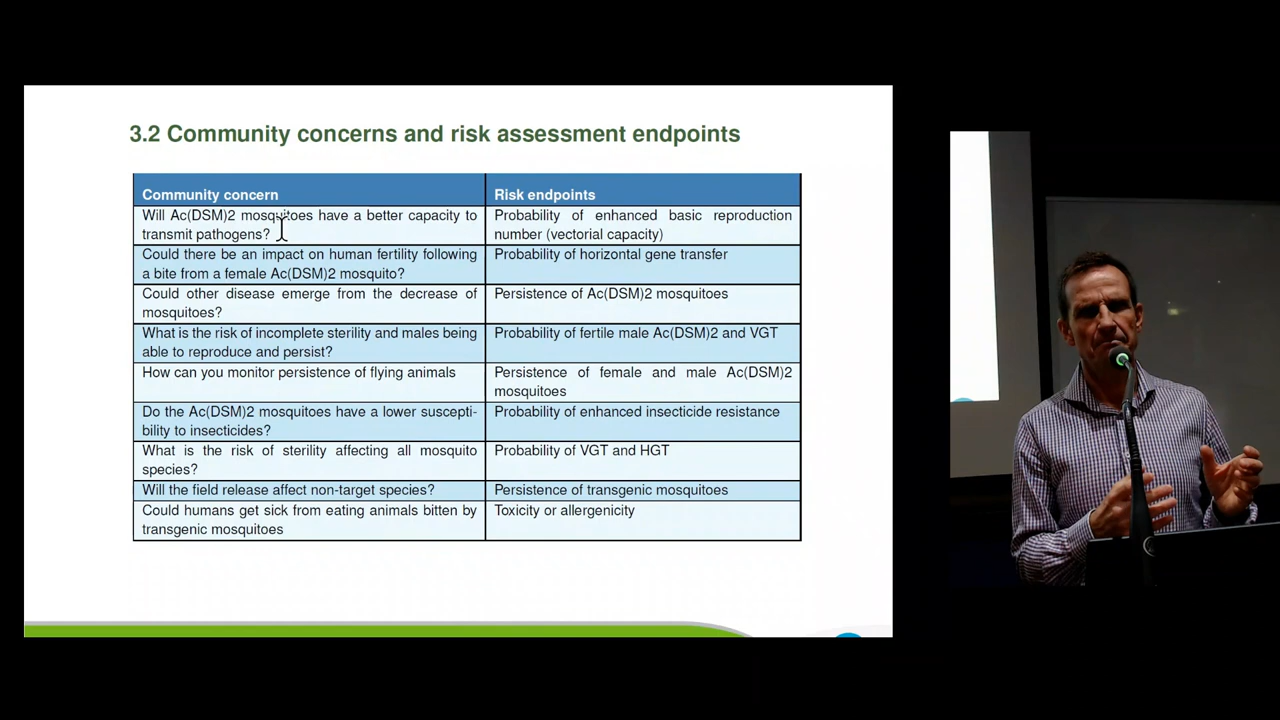 3.2 Community concerns and risk assessment endpoints
Community concern
Risk endpoints
Will Ac(DSM)2 mosquitoes have a better capacity to
transmit pathogens?
Probability of enhanced basic reproduction
number (vectorial capacity)
Could there be an impact on human fertility following
a bite from a female Ac(DSM)2 mosquito?
Probability of horizontal gene transfer
Could other disease emerge from the decrease of
mosquitoes?
Persistence of Ac(DSM)2 mosquitoes
What is the risk of incomplete sterility and males being
able to reproduce and persist?
Probability of fertile male Ac(DSM)2 and VGT
How can you monitor persistence of flying animals
Persistence of female and male Ac(DSM)2
mosquitoes
Do the Ac(DSM)2 mosquitoes have a lower suscepti-
bility to insecticides?
Probability of enhanced insecticide resistance
What is the risk of sterility affecting all mosquito
species?
Probability of VGT and HGT
Will the field release affect non-target species?
Persistence of transgenic mosquitoes
Could humans get sick from eating animals bitten by
transgenic mosquitoes
Toxicity or allergenicity